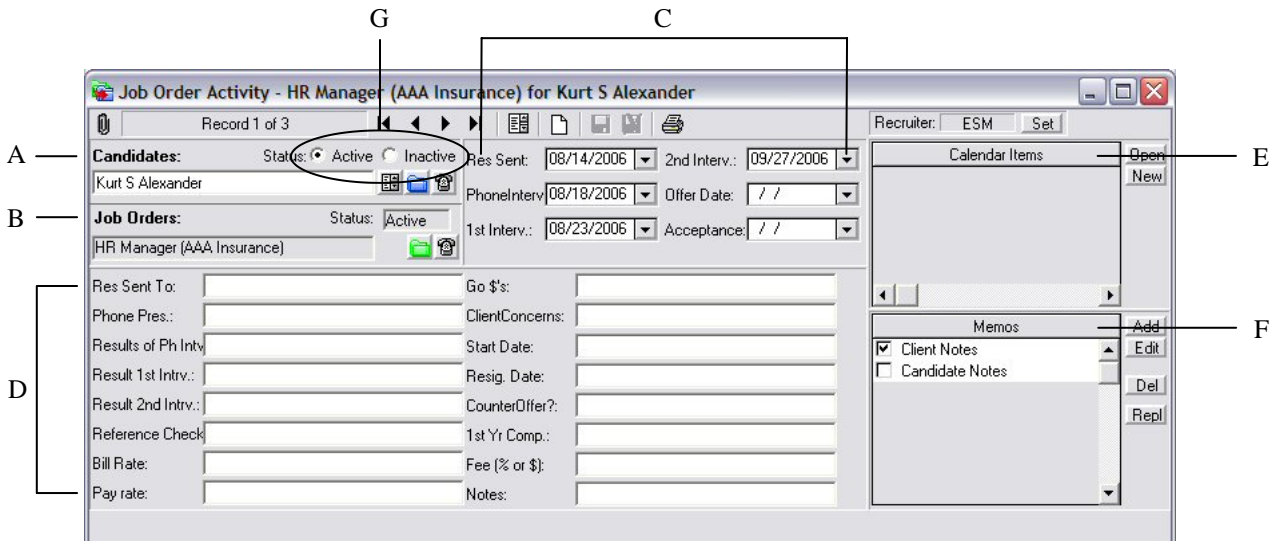 G C
Job Order Activity - HR Manager (AAA Insurance) for Kurt S Alexander
Record 1 of 3
Recruiter: ESM Set
A
Candidates: Status: Active Inactive
Kurt S Alexander
B
Job Orders: Status: Active
HR Manager (AAA Insurance)
Res Sent: 08/14/2006 2nd Interv.: 09/27/2006
PhoneInterv 08/18/2006 Offer Date: / /
1st Interv.: 08/23/2006 Acceptance: / /
Calendar Items Open E
New
D
Res Sent To: Go $'s:
Phone Pres.: ClientConcerns:
Results of Ph Intv Start Date:
Result 1st Intrv.: Resig. Date:
Result 2nd Intrv.: CounterOffer?:
Reference Check 1st Yr Comp.:
Bill Rate: Fee (% or $):
Pay rate: Notes:
Memos Add F
Client Notes Edit
Candidate Notes
Del
Repl